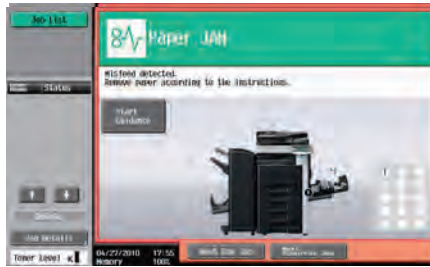 Job List
Paper JAM
Misfeed detected.
Remove paper according to the instructions.
Status
Start
Guidance
Job Details
04/27/2010 17:55
Memory 100%
Toner Level K